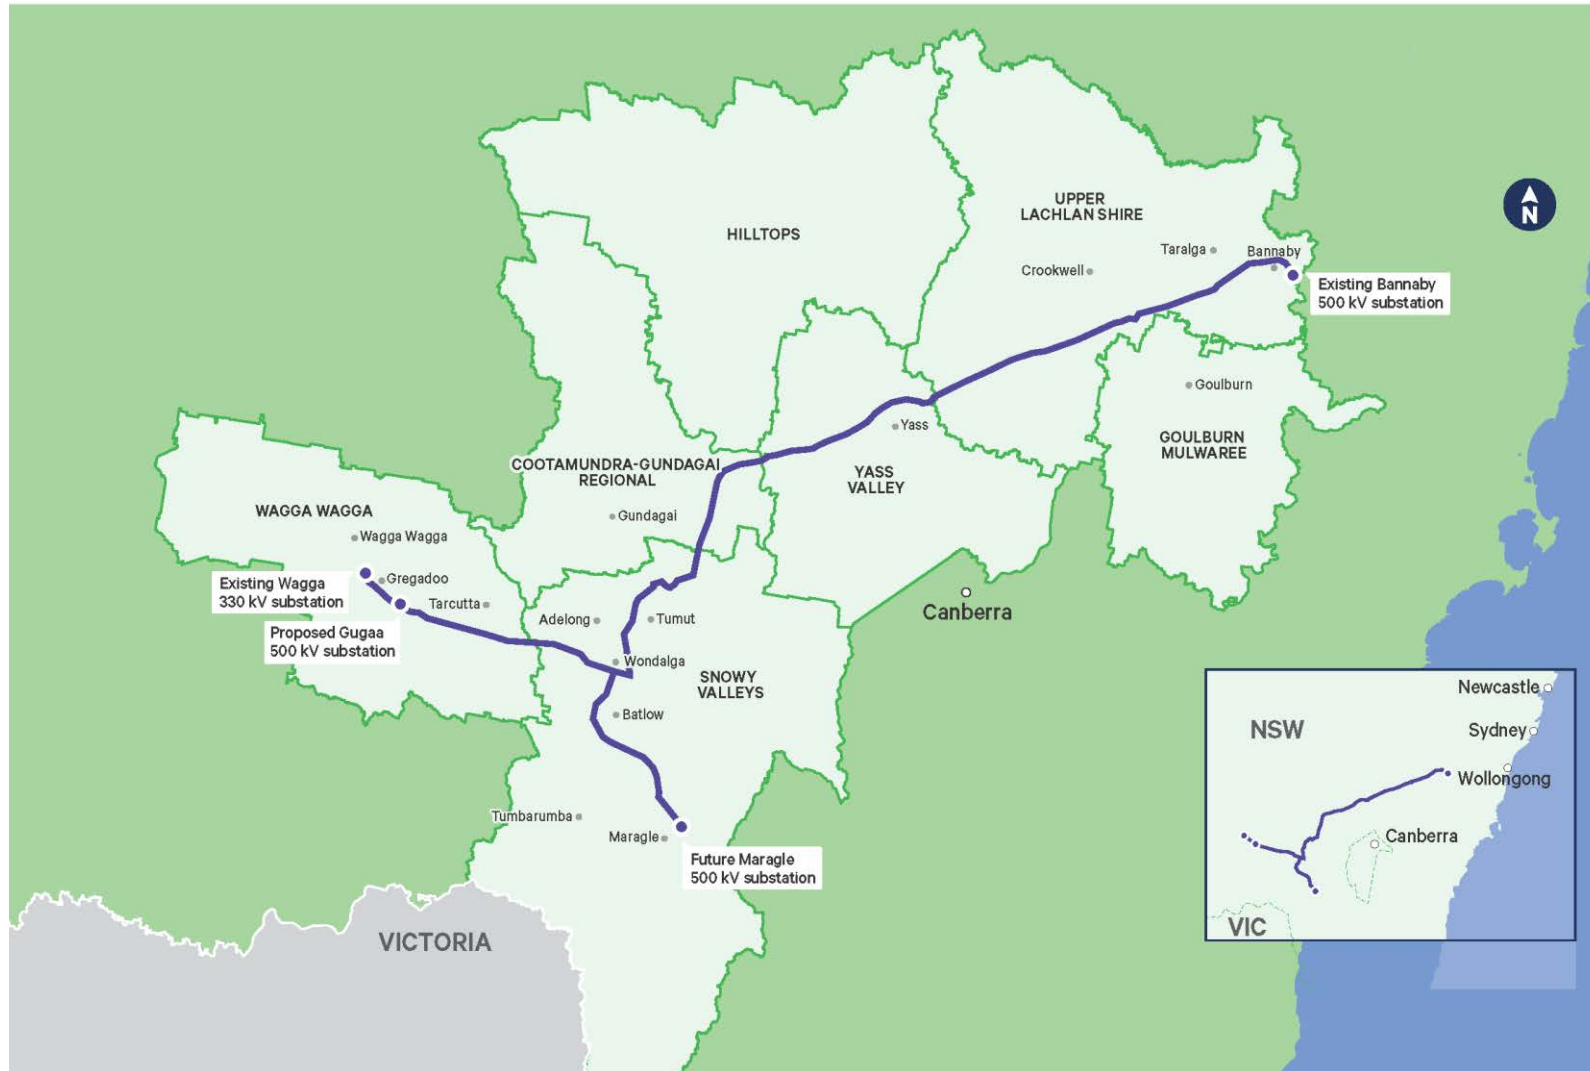 HILLTOPS
UPPER
LACHLAN SHIRE
Taralga
Bannaby
Crookwell
Existing Bannaby
500 kV substation
N
Goulburn
GOULBURN
MULWAREE
Yass
YASS
VALLEY
COOTAMUNDRA-GUNDAGAI
REGIONAL
Gundagai
WAGGA WAGGA
Wagga Wagga
Gregadoo
Existing Wagga
330 kV substation
Tarcutta
Proposed Gugaa
500 kV substation
Adelong
Tumut
Wondalga
SNOWY
VALLEYS
Batlow
Canberra
Tumbarumba
Maragle
Future Maragle
500 kV substation
VICTORIA
Newcastle
NSW
Sydney
Wollongong
Canberra
VIC